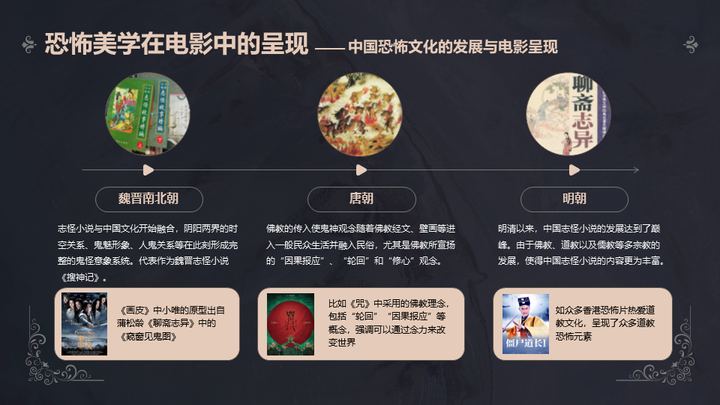 恐怖美学在电影中的呈现 —— 中国恐怖文化的发展与电影呈现
聊斋志异
魏晋南北朝
唐朝
明朝
志怪小说与中国文化开始融合，阴阳两界的时
空关系、鬼魅形象、人鬼关系等在此刻形成完
整的鬼怪意象系统。代表作为魏晋志怪小说
《搜神记》。
佛教的传入使鬼神观念随着佛教经文、壁画等进
入一般民众生活并融入民俗，尤其是佛教所宣扬
的“因果报应”、“轮回”和“修心”观念。
明清以来，中国志怪小说的发展达到了巅
峰。由于佛教、道教以及儒教等多宗教的
发展，使得中国志怪小说的内容更为丰富。
《画皮》中小唯的原型出自
蒲松龄《聊斋志异》中的
《窥窗见鬼图》
比如《咒》中采用的佛教理念，
包括“轮回”“因果报应”等
概念，强调可以通过念力来改
变世界
僵尸道长1
如众多香港恐怖片热爱道
教文化，呈现了众多道教
恐怖元素